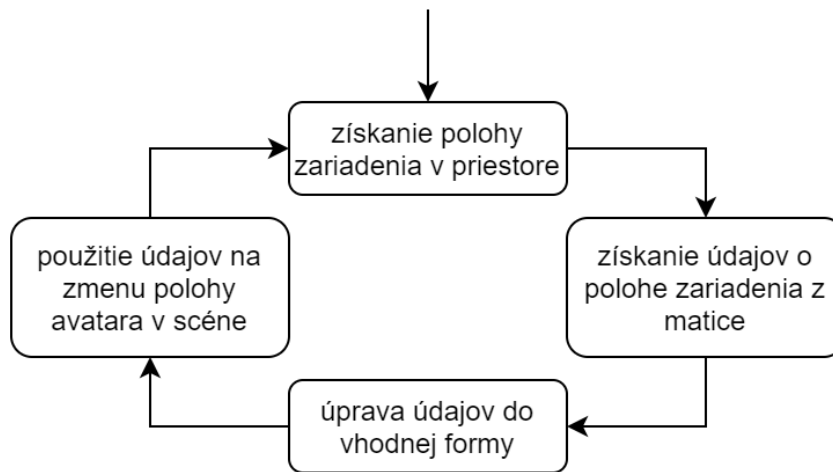 získanie polohy
zariadenia v priestore
použitie údajov na
zmenu polohy
avatara v scéne
získanie údajov o
polohe zariadenia z
matice
úprava údajov do
vhodnej formy